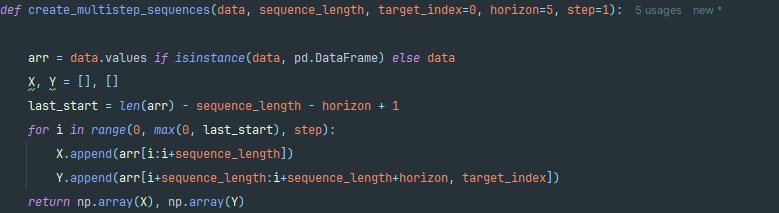 def create_multistep_sequences(data, sequence_length, target_index=0, horizon=5, step=1):  5 usages  new *
    arr = data.values if isinstance(data, pd.DataFrame) else data
    X, Y = [], []
    last_start = len(arr) - sequence_length - horizon + 1
    for i in range(0, max(0, last_start), step):
        X.append(arr[i:i+sequence_length])
        Y.append(arr[i+sequence_length:i+sequence_length+horizon, target_index])
    return np.array(X), np.array(Y)